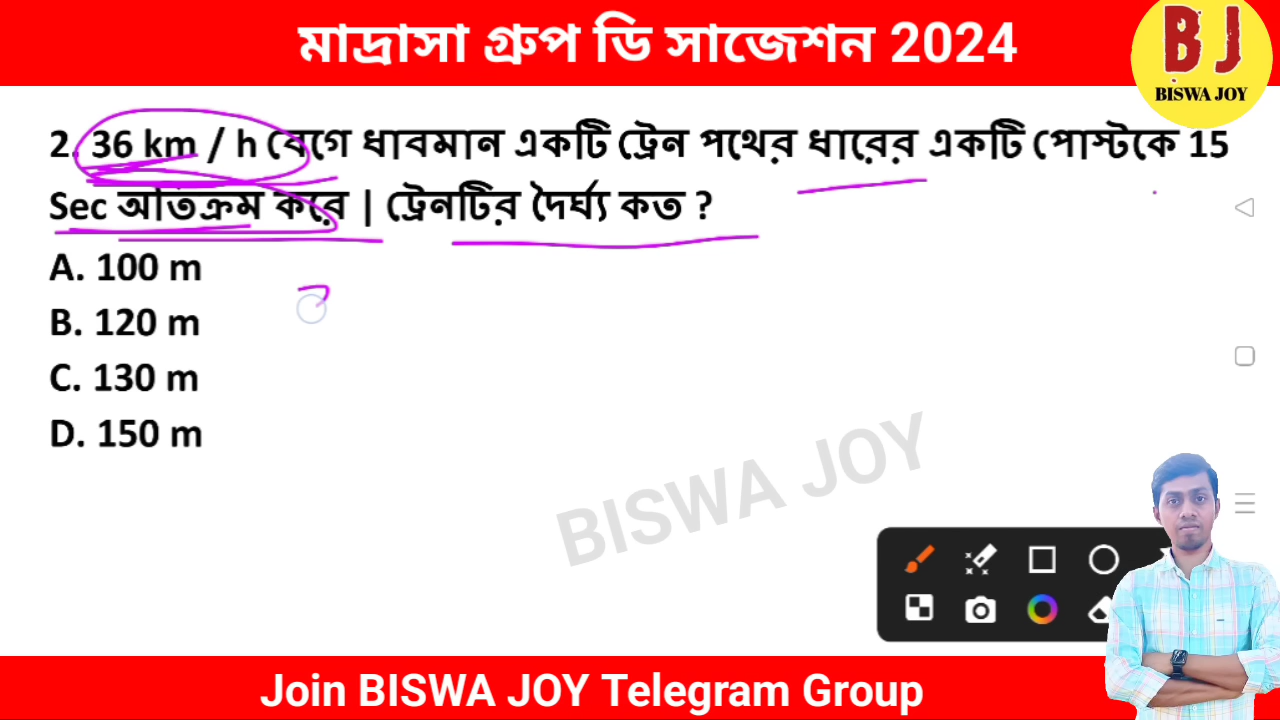 মাদ্রাসা গ্রুপ ডি সাজেশন 2024
BJ
BISWA JOY
2. 36 km / h বেগে ধাবমান একটি ট্রেন পথের ধারের একটি পোস্টকে 15
Sec অতিক্রম করে | ট্রেনটির দৈর্ঘ্য কত ?
A. 100 m
B. 120 m
C. 130 m
D. 150 m
BISWA JOY
Join BISWA JOY Telegram Group